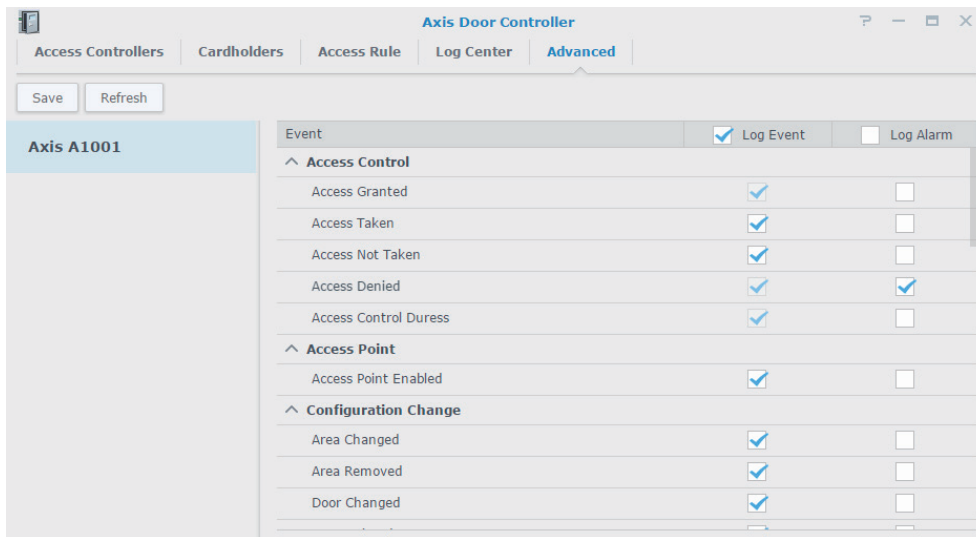 Axis Door Controller
Access Controllers Cardholders Access Rule Log Center Advanced
Save Refresh
Axis A1001
Event Log Event Log Alarm
Access Control
Access Granted
Access Taken
Access Not Taken
Access Denied
Access Control Duress
Access Point
Access Point Enabled
Configuration Change
Area Changed
Area Removed
Door Changed